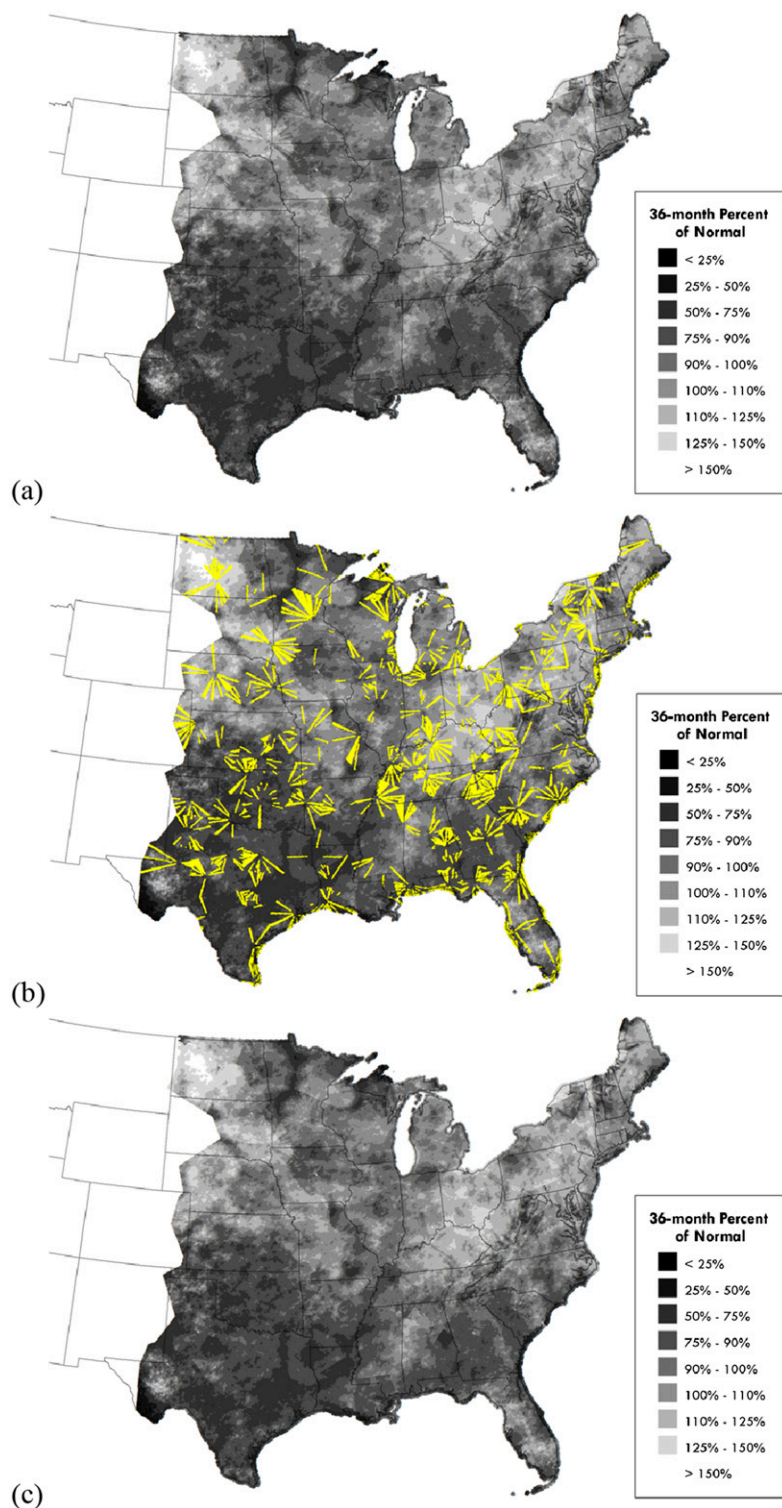 36-month Percent
of Normal
< 25%
25% - 50%
50% - 75%
75% - 90%
90% - 100%
100% - 110%
110% - 125%
125% - 150%
> 150%
(a)
36-month Percent
of Normal
< 25%
25% - 50%
50% - 75%
75% - 90%
90% - 100%
100% - 110%
110% - 125%
125% - 150%
> 150%
(b)
36-month Percent
of Normal
< 25%
25% - 50%
50% - 75%
75% - 90%
90% - 100%
100% - 110%
110% - 125%
125% - 150%
> 150%
(c)